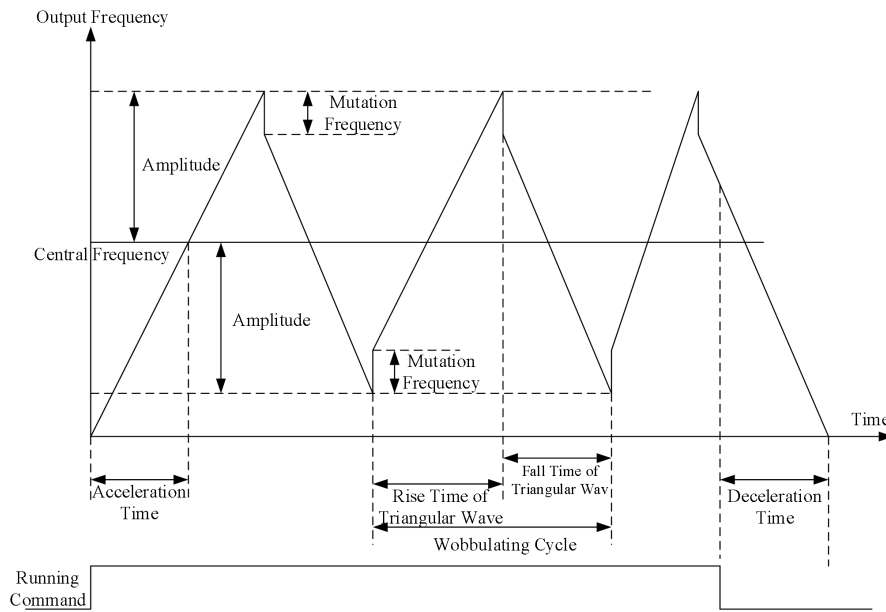 Output Frequency
Mutation
Frequency
Amplitude
Central Frequency
Amplitude
Mutation
Frequency
Time
Acceleration
Time
Rise Time of
Triangular Wave
Fall Time of
Triangular Wav
Deceleration
Time
Wobbulating Cycle
Running
Command